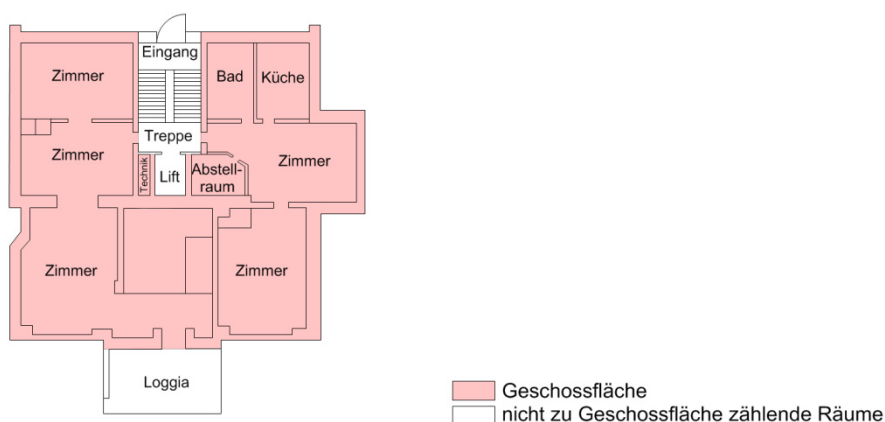 Eingang
Zimmer
Bad
Küche
Treppe
Zimmer
Zimmer
Technik
Lift
Abstell-
raum
Zimmer
Zimmer
Loggia
Geschossfläche
nicht zu Geschossfläche zählende Räume